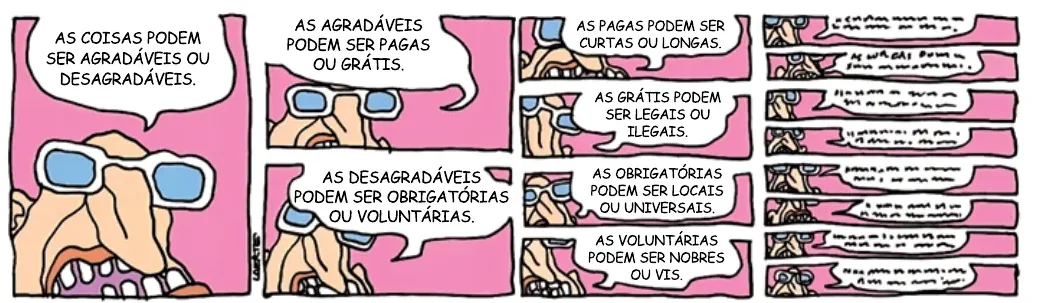 AS COISAS PODEM
SER AGRADÁVEIS OU
DESAGRADÁVEIS.
AS AGRADÁVEIS
PODEM SER PAGAS
OU GRÁTIS.
AS DESAGRADÁVEIS
PODEM SER OBRIGATÓRIAS
OU VOLUNTÁRIAS.
AS PAGAS PODEM SER
CURTAS OU LONGAS.
AS GRÁTIS PODEM
SER LEGAIS OU
ILEGAIS.
AS OBRIGATÓRIAS
PODEM SER LOCAIS
OU UNIVERSAIS.
AS VOLUNTÁRIAS
PODEM SER NOBRES
OU VIS.